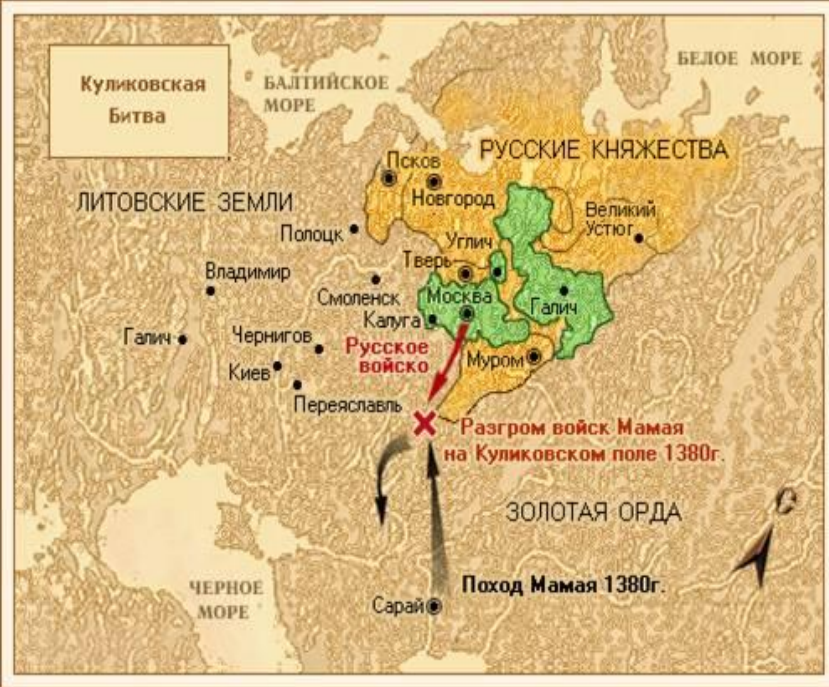 Куликовская
Битва
БАЛТИЙСКОЕ
МОРЕ
БЕЛОЕ МОРЕ
РУССКИЕ КНЯЖЕСТВА
Псков
Новгород
ЛИТОВСКИЕ ЗЕМЛИ
Великий
Устюг
Полоцк
Углич
Тверь
Владимир
Смоленск
Москва
Галич
Калуга
Галич
Чернигов
Русское
войско
Муром
Киев
Переяславль
Разгром войск Мамая
на Куликовском поле 1380г.
ЗОЛОТАЯ ОРДА
С
Поход Мамая 1380г.
ЧЕРНОЕ
МОРЕ
Сарай